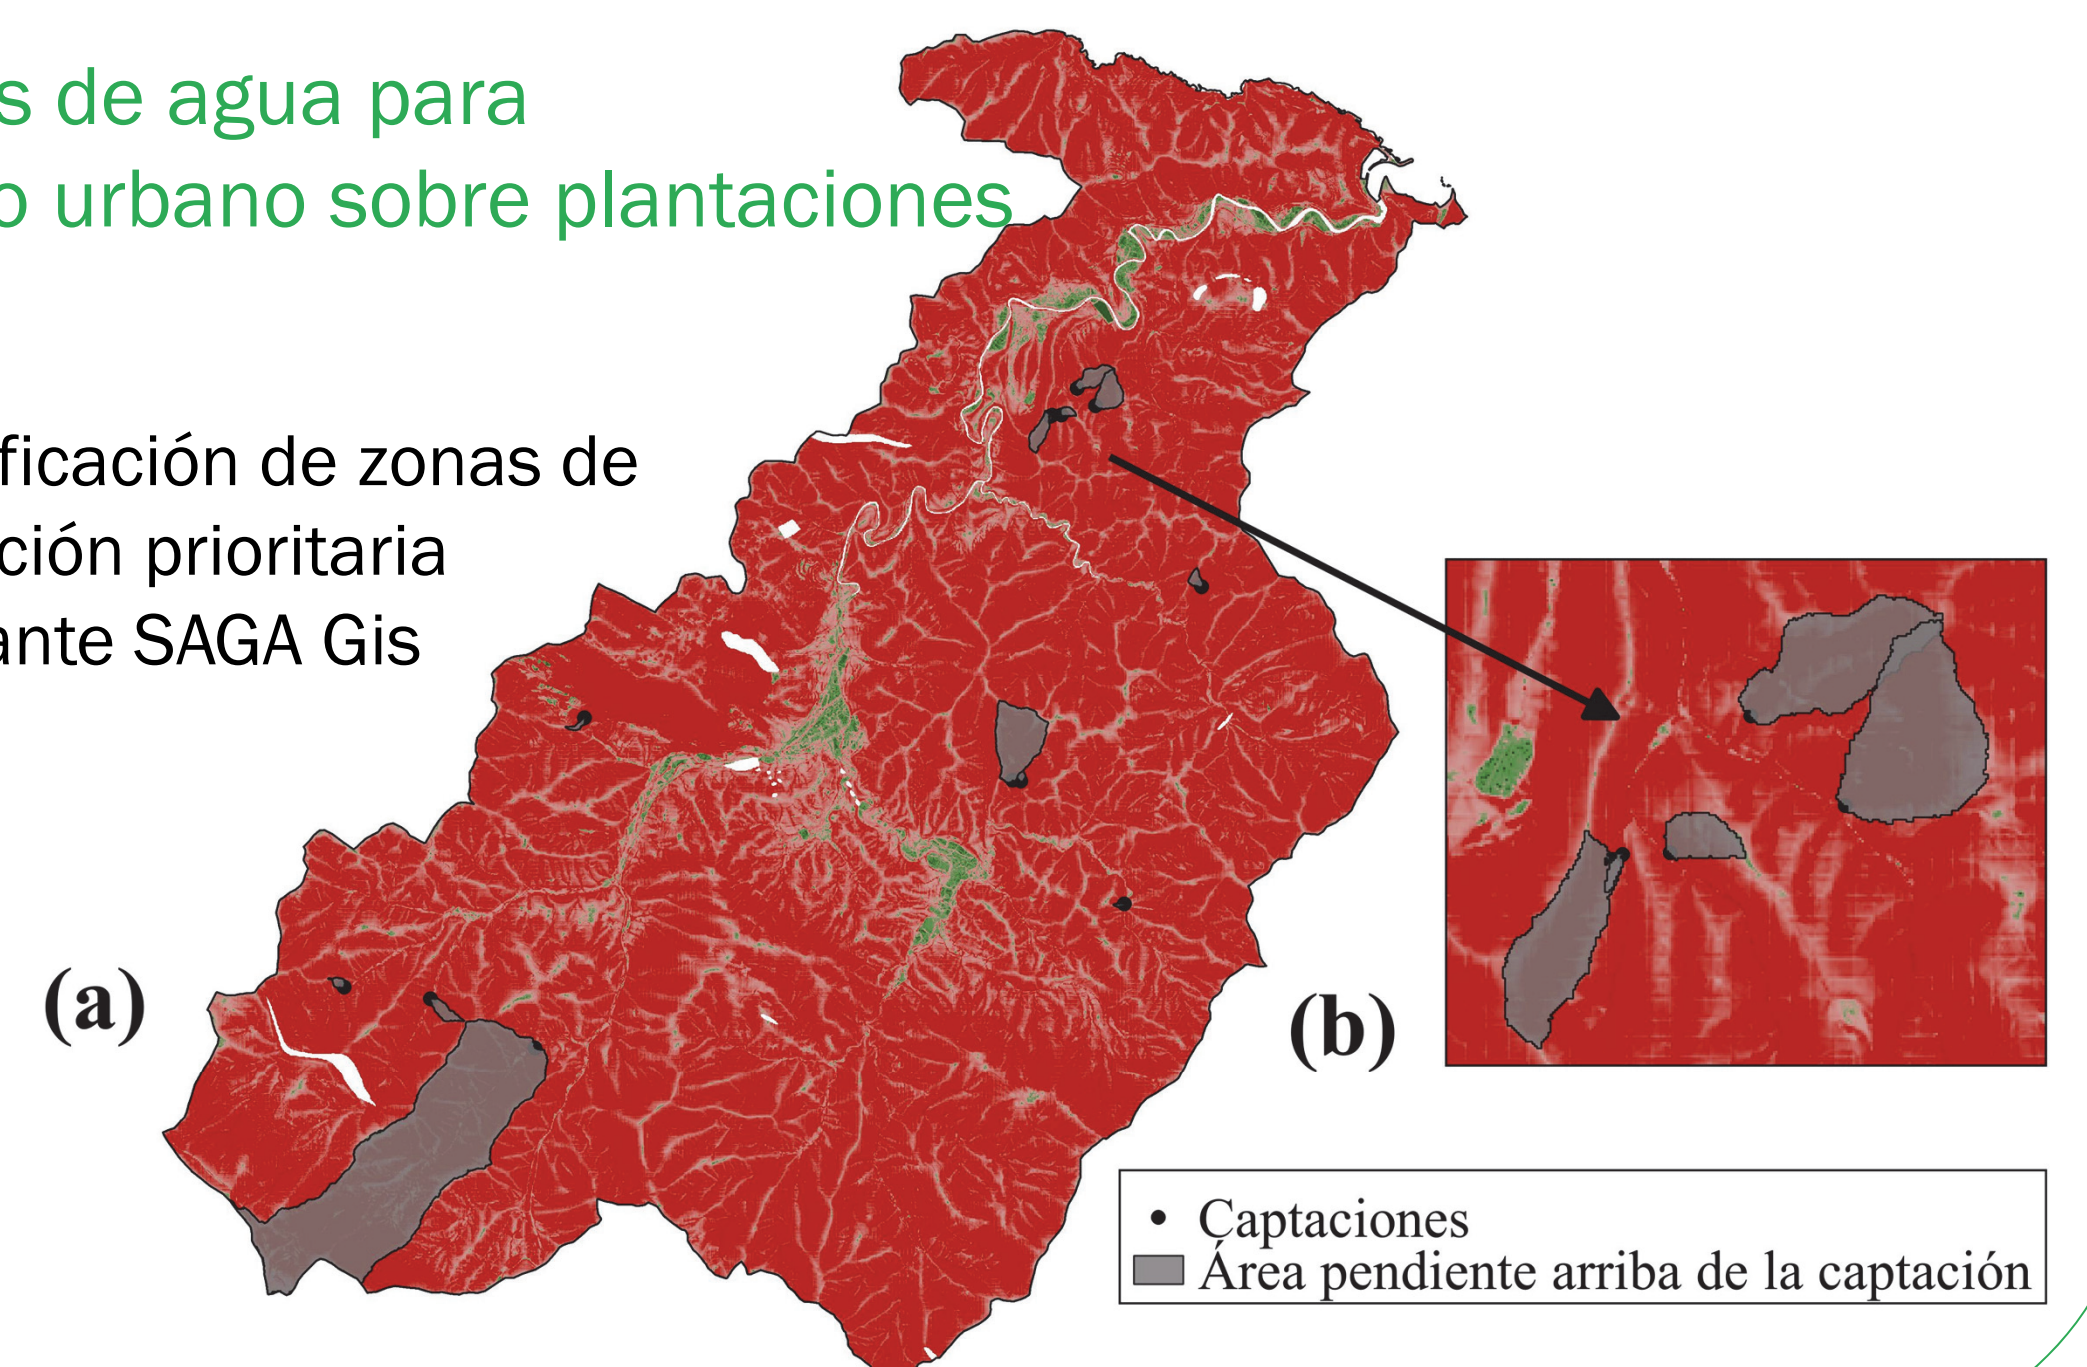 s de agua para
o urbano sobre plantaciones
ficación de zonas de
ción prioritaria
ante SAGA Gis
(a)
(b)
Captaciones
Área pendiente arriba de la captación